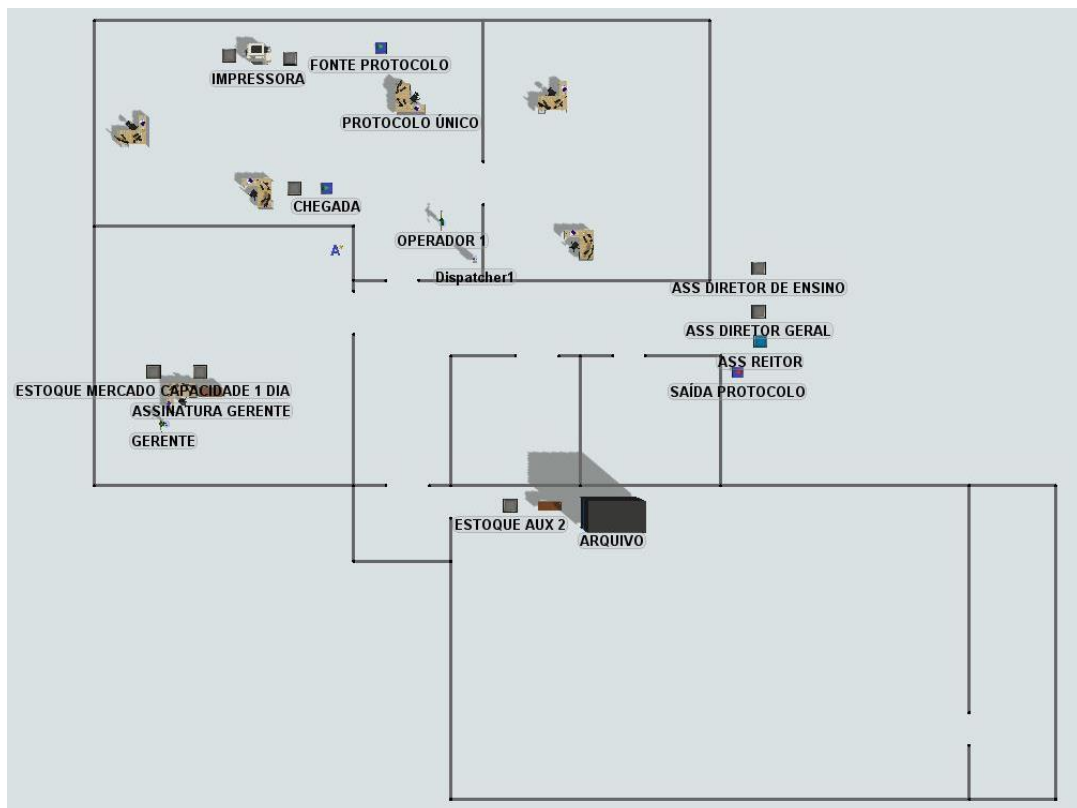 IMPRESSORA
FONTE PROTOCOLO
PROTOCOLO ÚNICO
CHEGADA
OPERADOR 1
A
Dispatcher1
ASS DIRETOR DE ENSINO
ASS DIRETOR GERAL
ASS REITOR
SAÍDA PROTOCOLO
ESTOQUE MERCADO CAPACIDADE 1 DIA
ASSINATURA GERENTE
GERENTE
ESTOQUE AUX 2
ARQUIVO